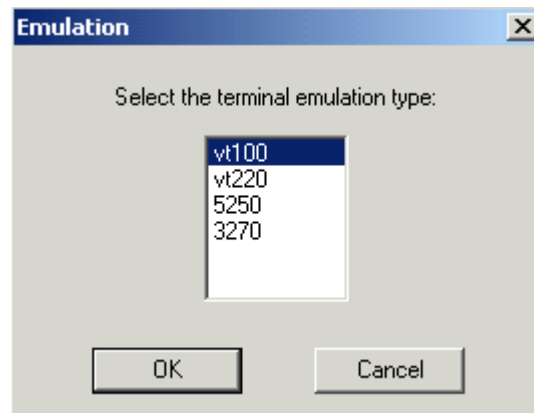 Emulation
Select the terminal emulation type:
vt100
vt220
5250
3270
OK
Cancel